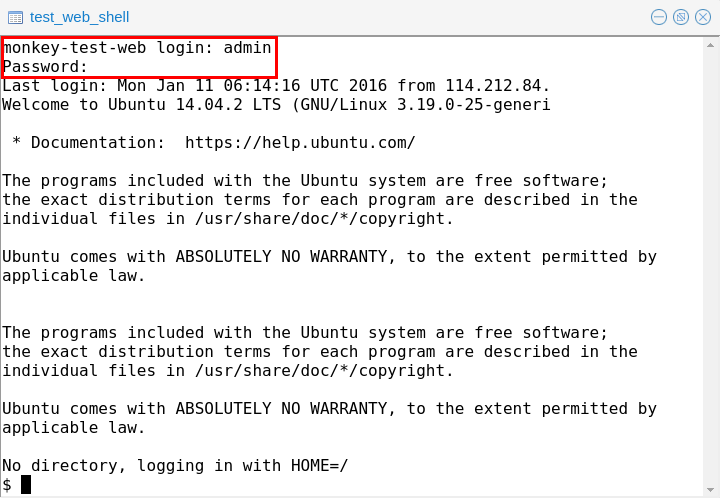 test_web_shell
monkey-test-web login: admin
Password:
Last login: Mon Jan 11 06:14:16 UTC 2016 from 114.212.84.
Welcome to Ubuntu 14.04.2 LTS (GNU/Linux 3.19.0-25-generi
* Documentation:  https://help.ubuntu.com/
The programs included with the Ubuntu system are free software;
the exact distribution terms for each program are described in the
individual files in /usr/share/doc/*/copyright.
Ubuntu comes with ABSOLUTELY NO WARRANTY, to the extent permitted by
applicable law.
The programs included with the Ubuntu system are free software;
the exact distribution terms for each program are described in the
individual files in /usr/share/doc/*/copyright.
Ubuntu comes with ABSOLUTELY NO WARRANTY, to the extent permitted by
applicable law.
No directory, logging in with HOME=/
$